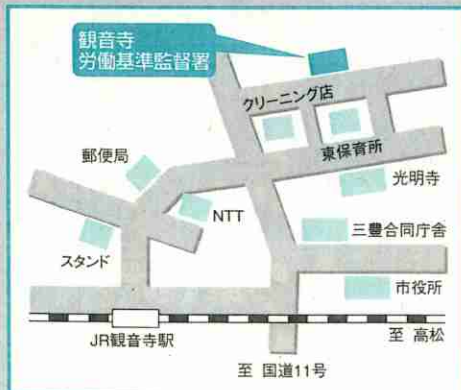 観音寺
労働基準監督署
クリーニング店
郵便局
東保育所
光明寺
NTT
三豊合同庁舎
スタンド
市役所
JR観音寺駅
至 高松
至 国道11号